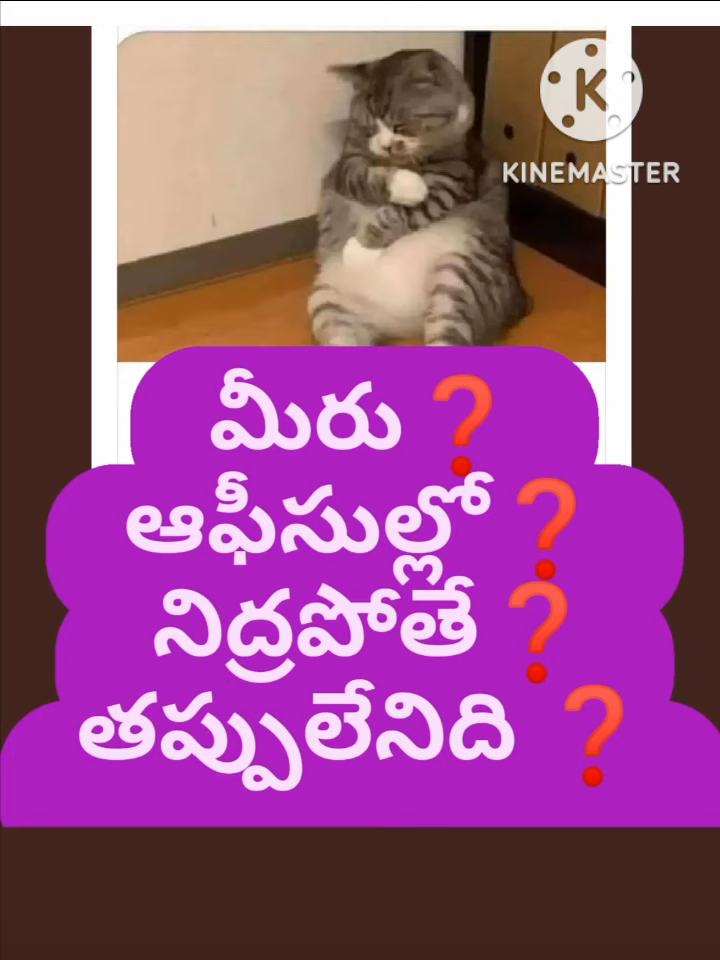 K
KINEMASTER
మీరు ❓
ఆఫీసుల్లో ❓
నిద్రపోతే ❓
తప్పులేనిది ❓